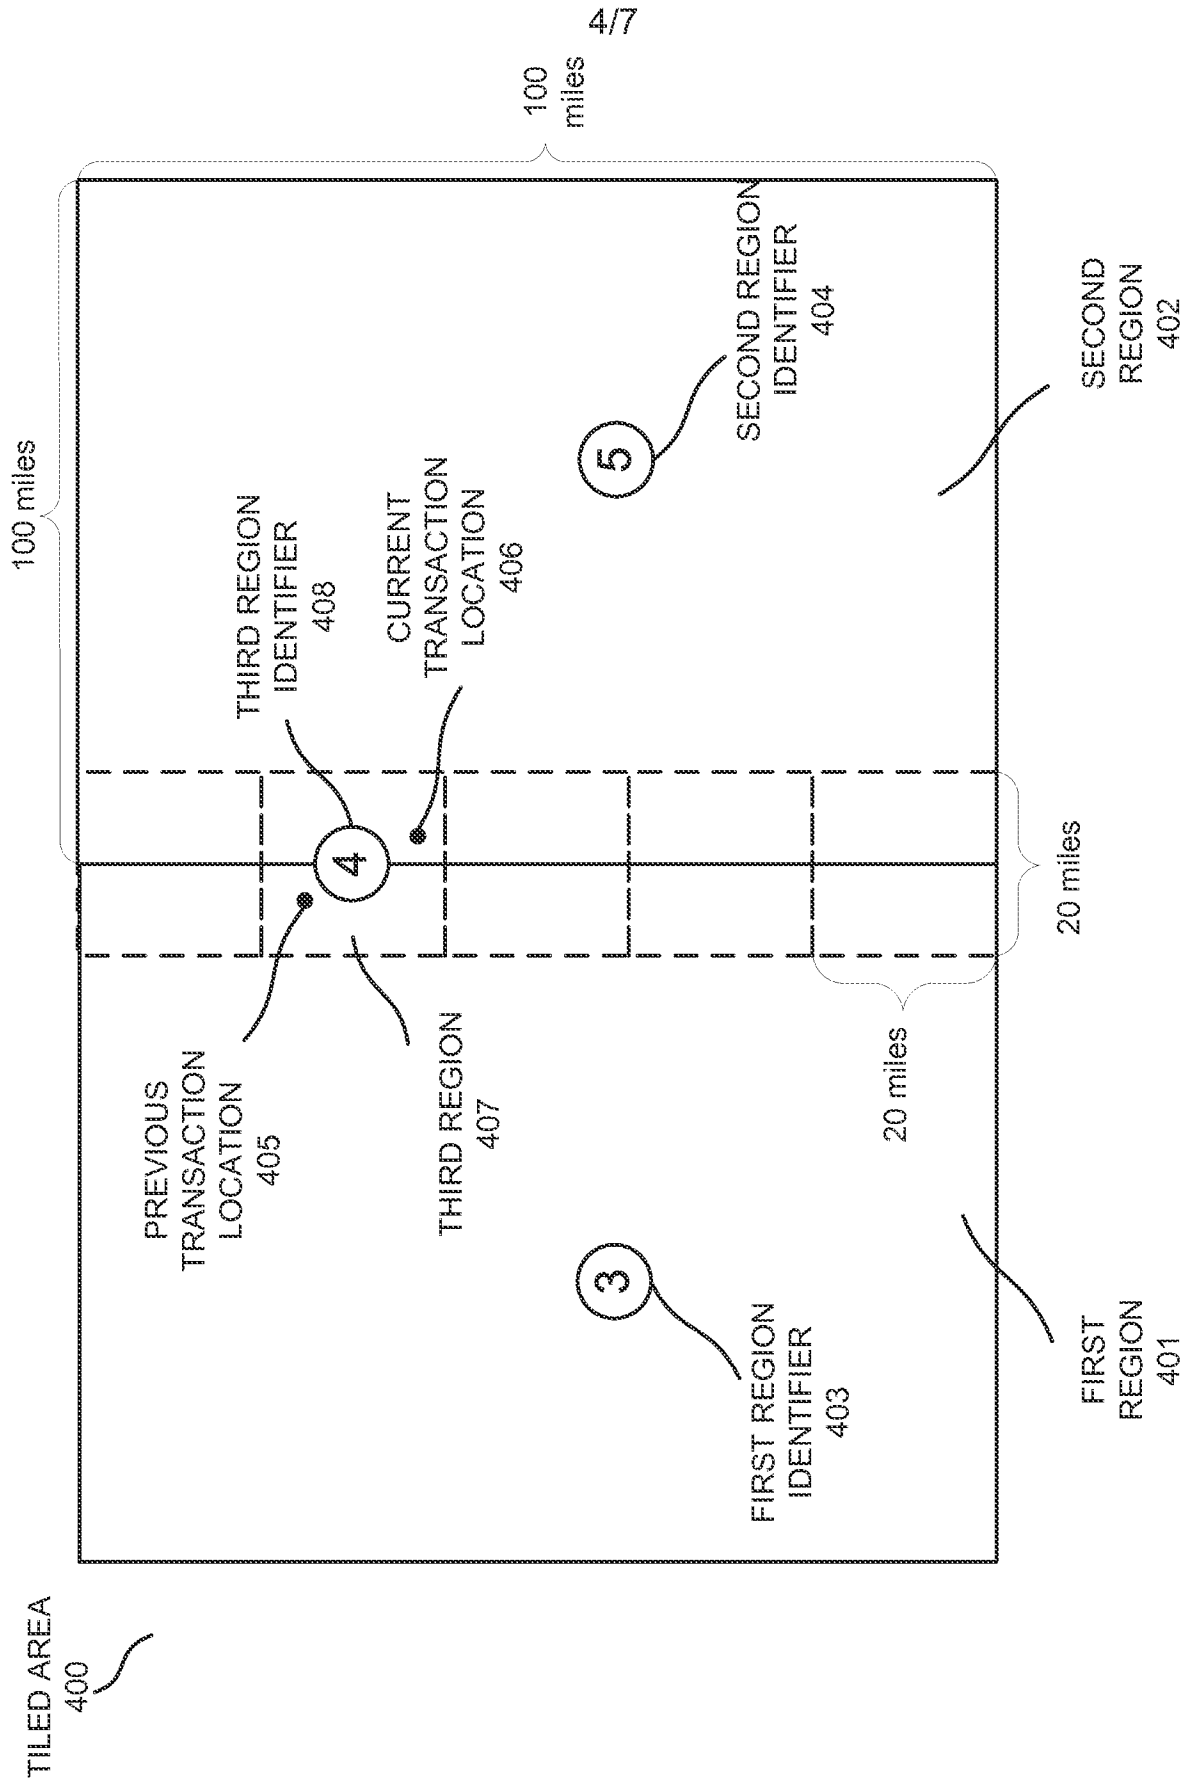 4/7
TILED AREA
400
100 miles
100
miles
PREVIOUS
TRANSACTION
LOCATION
405
THIRD REGION
IDENTIFIER
408
CURRENT
TRANSACTION
LOCATION
406
4
THIRD REGION
407
3
5
FIRST REGION
IDENTIFIER
403
SECOND REGION
IDENTIFIER
404
20 miles
20 miles
FIRST
REGION
401
SECOND
REGION
402